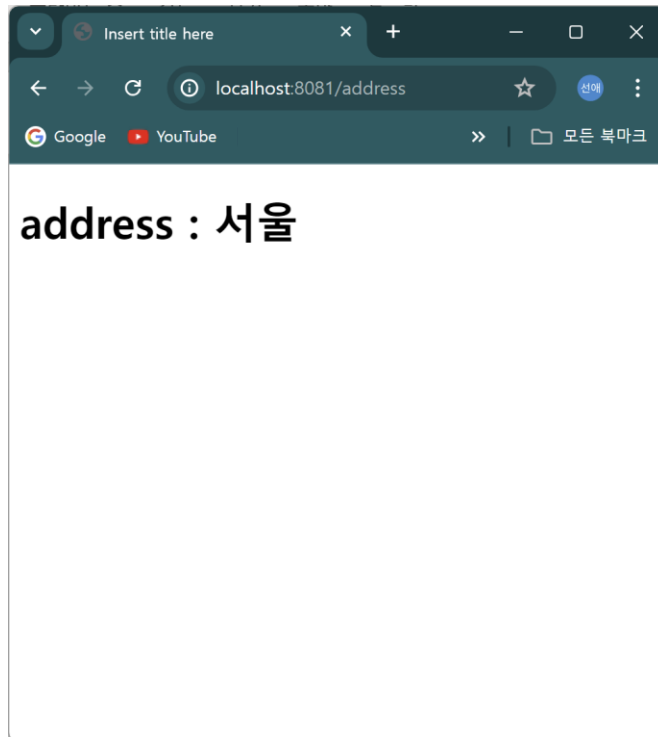 Insert title here
localhost:8081/address
선애
Google YouTube » 모든 북마크
address : 서울